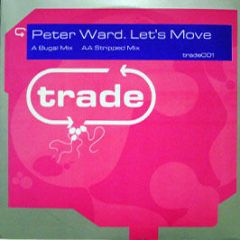 Peter Ward. Let's Move
A Bugal Mix AA Stripped Mix
trade001
trade